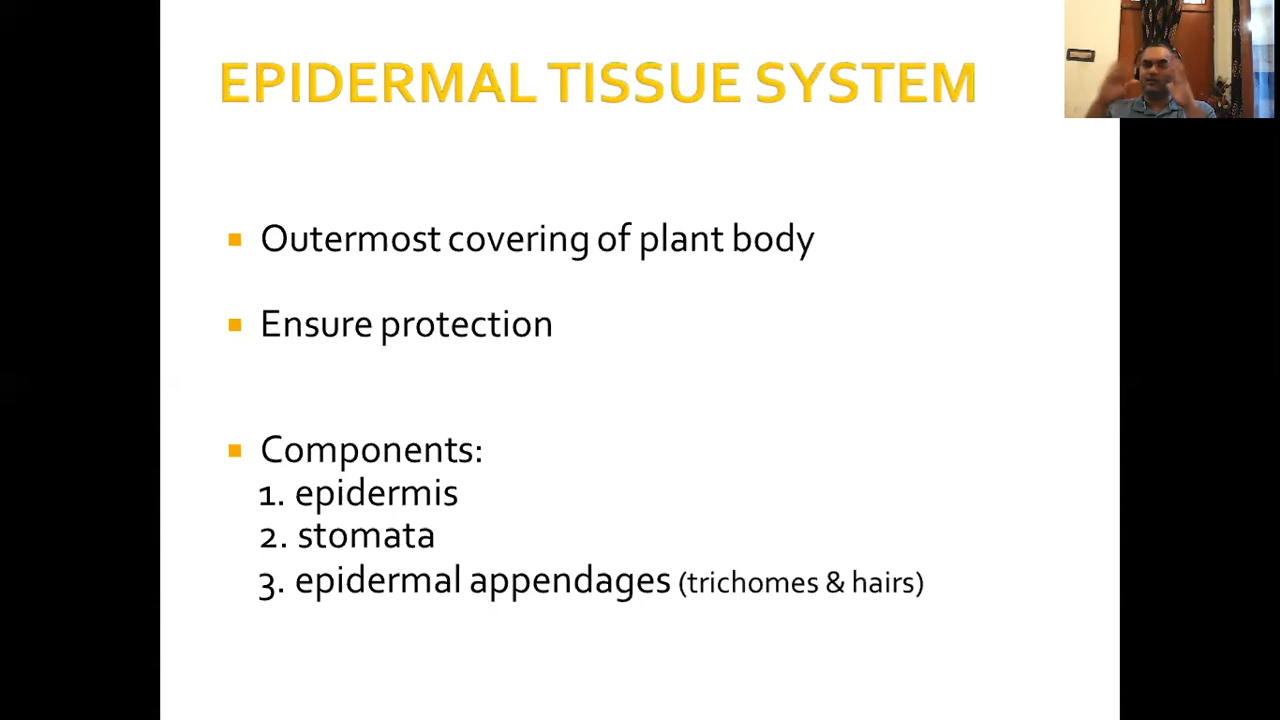 EPIDERMAL TISSUE SYSTEM
Outermost covering of plant body
Ensure protection
Components:
1. epidermis
2. stomata
3. epidermal appendages (trichomes & hairs)